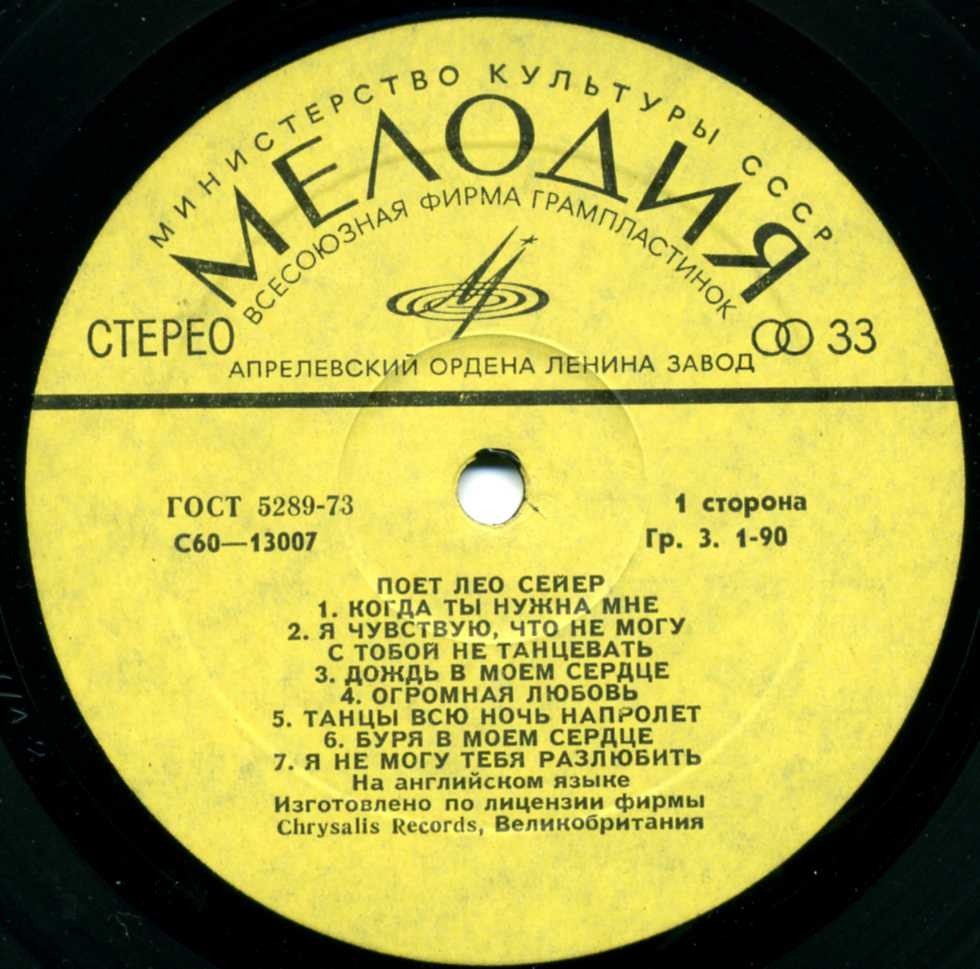 МИНИСТЕРСТВО КУЛЬТУРЫ СССР
МЕЛОДИЯ
ВСЕСОЮЗНАЯ ФИРМА ГРАМПЛАСТИНОК
СТЕРЕО
33
АПРЕЛЕВСКИЙ ОРДЕНА ЛЕНИНА ЗАВОД
ГОСТ 5289-73
1 сторона
С60—13007
Гр. 3. 1-90
ПОЕТ ЛЕО СЕЙЕР
1. КОГДА ТЫ НУЖНА МНЕ
2. Я ЧУВСТВУЮ, ЧТО НЕ МОГУ
С ТОБОЙ НЕ ТАНЦЕВАТЬ
3. ДОЖДЬ В МОЕМ СЕРДЦЕ
4. ОГРОМНАЯ ЛЮБОВЬ
5. ТАНЦЫ ВСЮ НОЧЬ НАПРОЛЕТ
6. БУРЯ В МОЕМ СЕРДЦЕ
7. Я НЕ МОГУ ТЕБЯ РАЗЛЮБИТЬ
На английском языке
Изготовлено по лицензии фирмы
Chrysalis Records, Великобритания